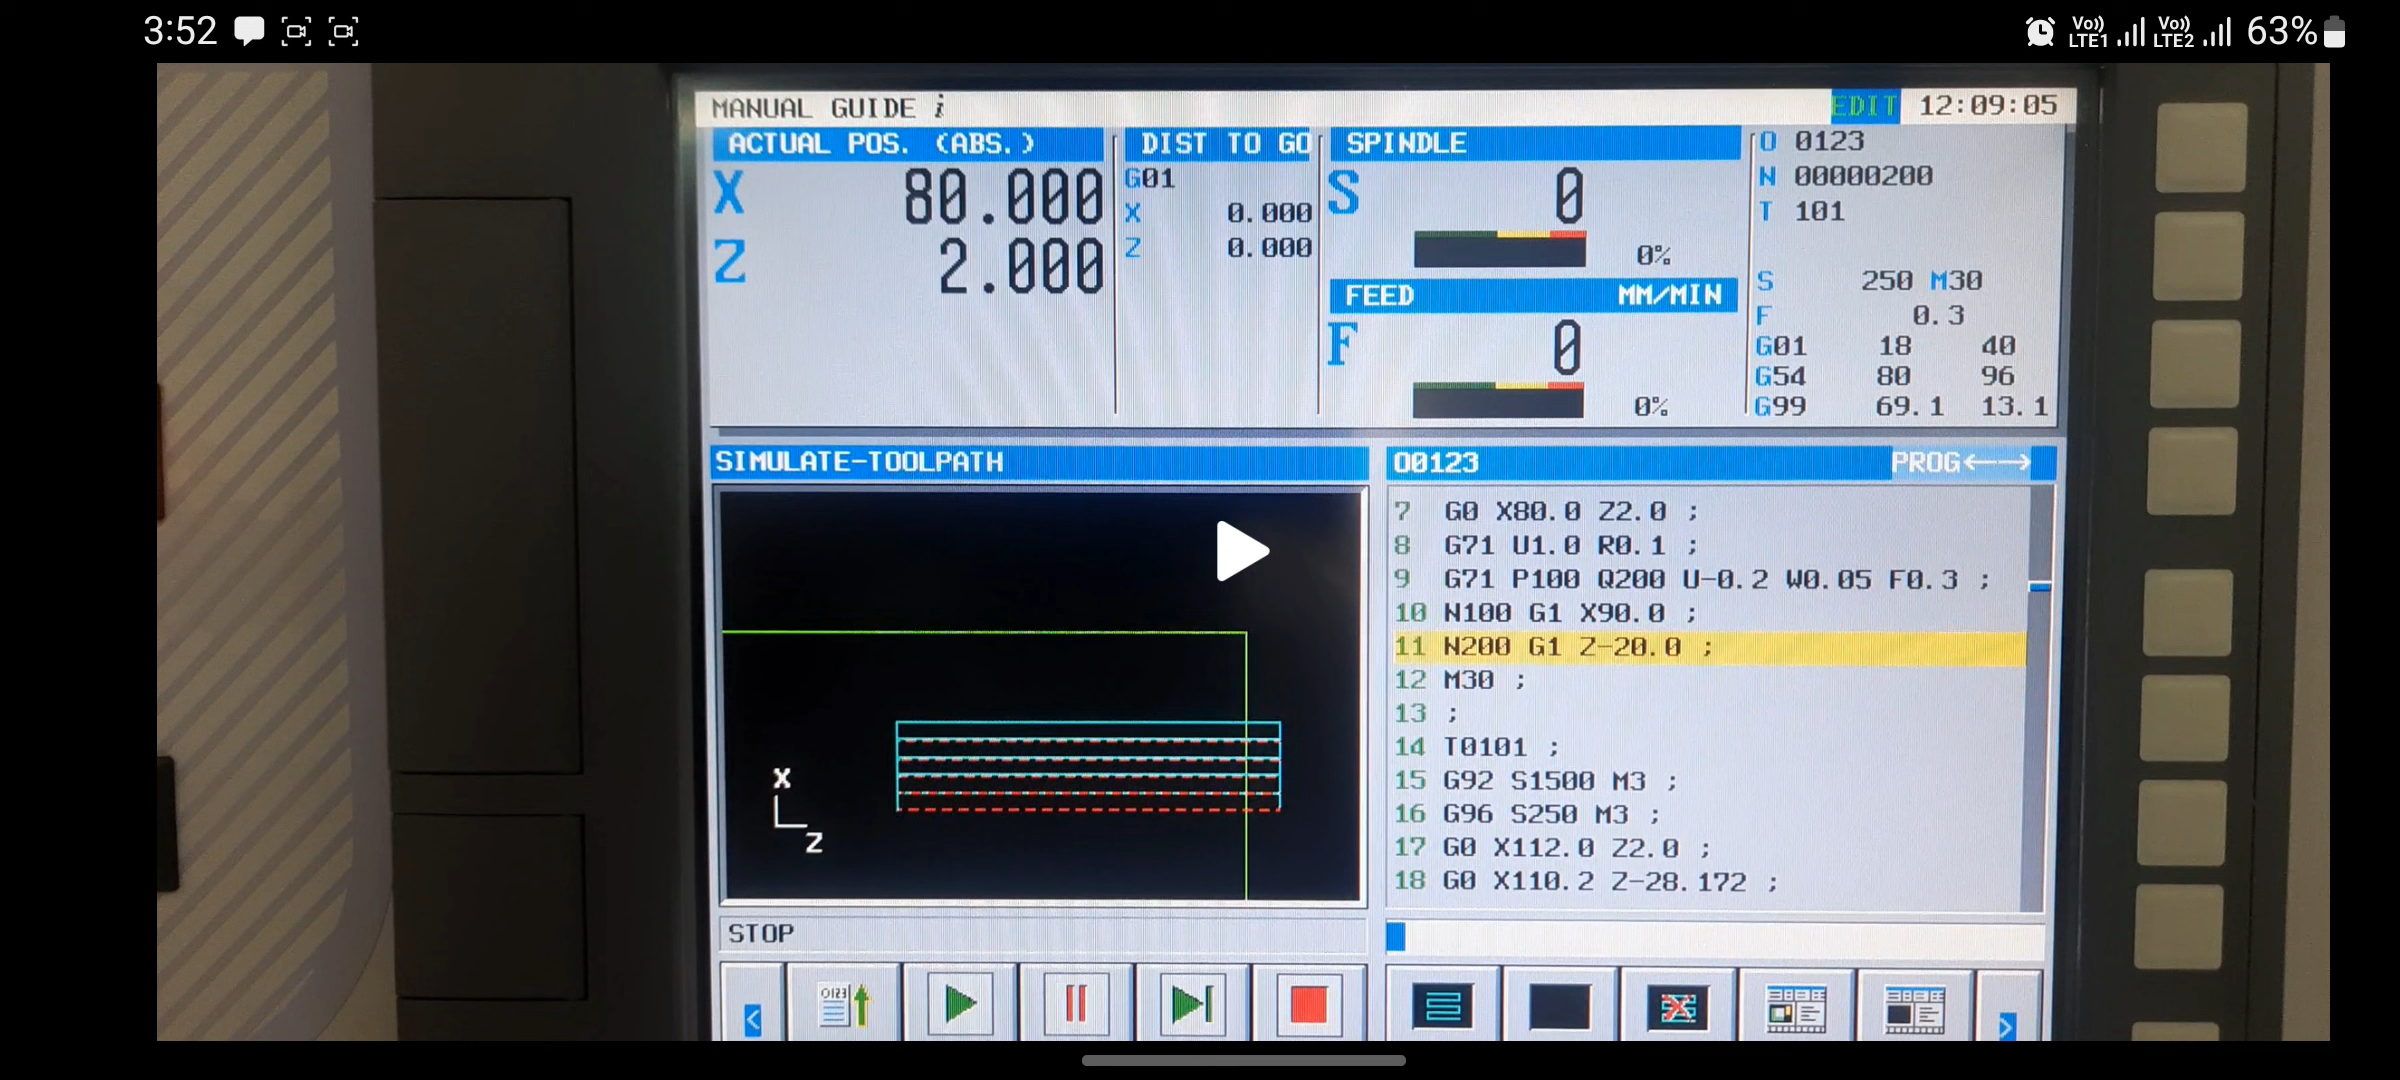 3:52 Vo)) LTE1 Vo)) LTE2 63%
MANUAL GUIDE i EDIT 12:09:05
ACTUAL POS. (ABS.) DIST TO GO SPINDLE O 0123
X 80.000 G01 S 0 N 00000200
X 0.000 T 101
Z 2.000 Z 0.000 0%
FEED MM/MIN S 250 M30
F 0 F 0.3
G01 18 40
G54 80 96
0% G99 69.1 13.1
SIMULATE-TOOLPATH O0123 PROG←→
7 G0 X80.0 Z2.0 ;
8 G71 U1.0 R0.1 ;
9 G71 P100 Q200 U-0.2 W0.05 F0.3 ;
10 N100 G1 X90.0 ;
11 N200 G1 Z-20.0 ;
12 M30 ;
13 ;
14 T0101 ;
15 G92 S1500 M3 ;
16 G96 S250 M3 ;
17 G0 X112.0 Z2.0 ;
18 G0 X110.2 Z-28.172 ;
X
Z
STOP
< O123 >